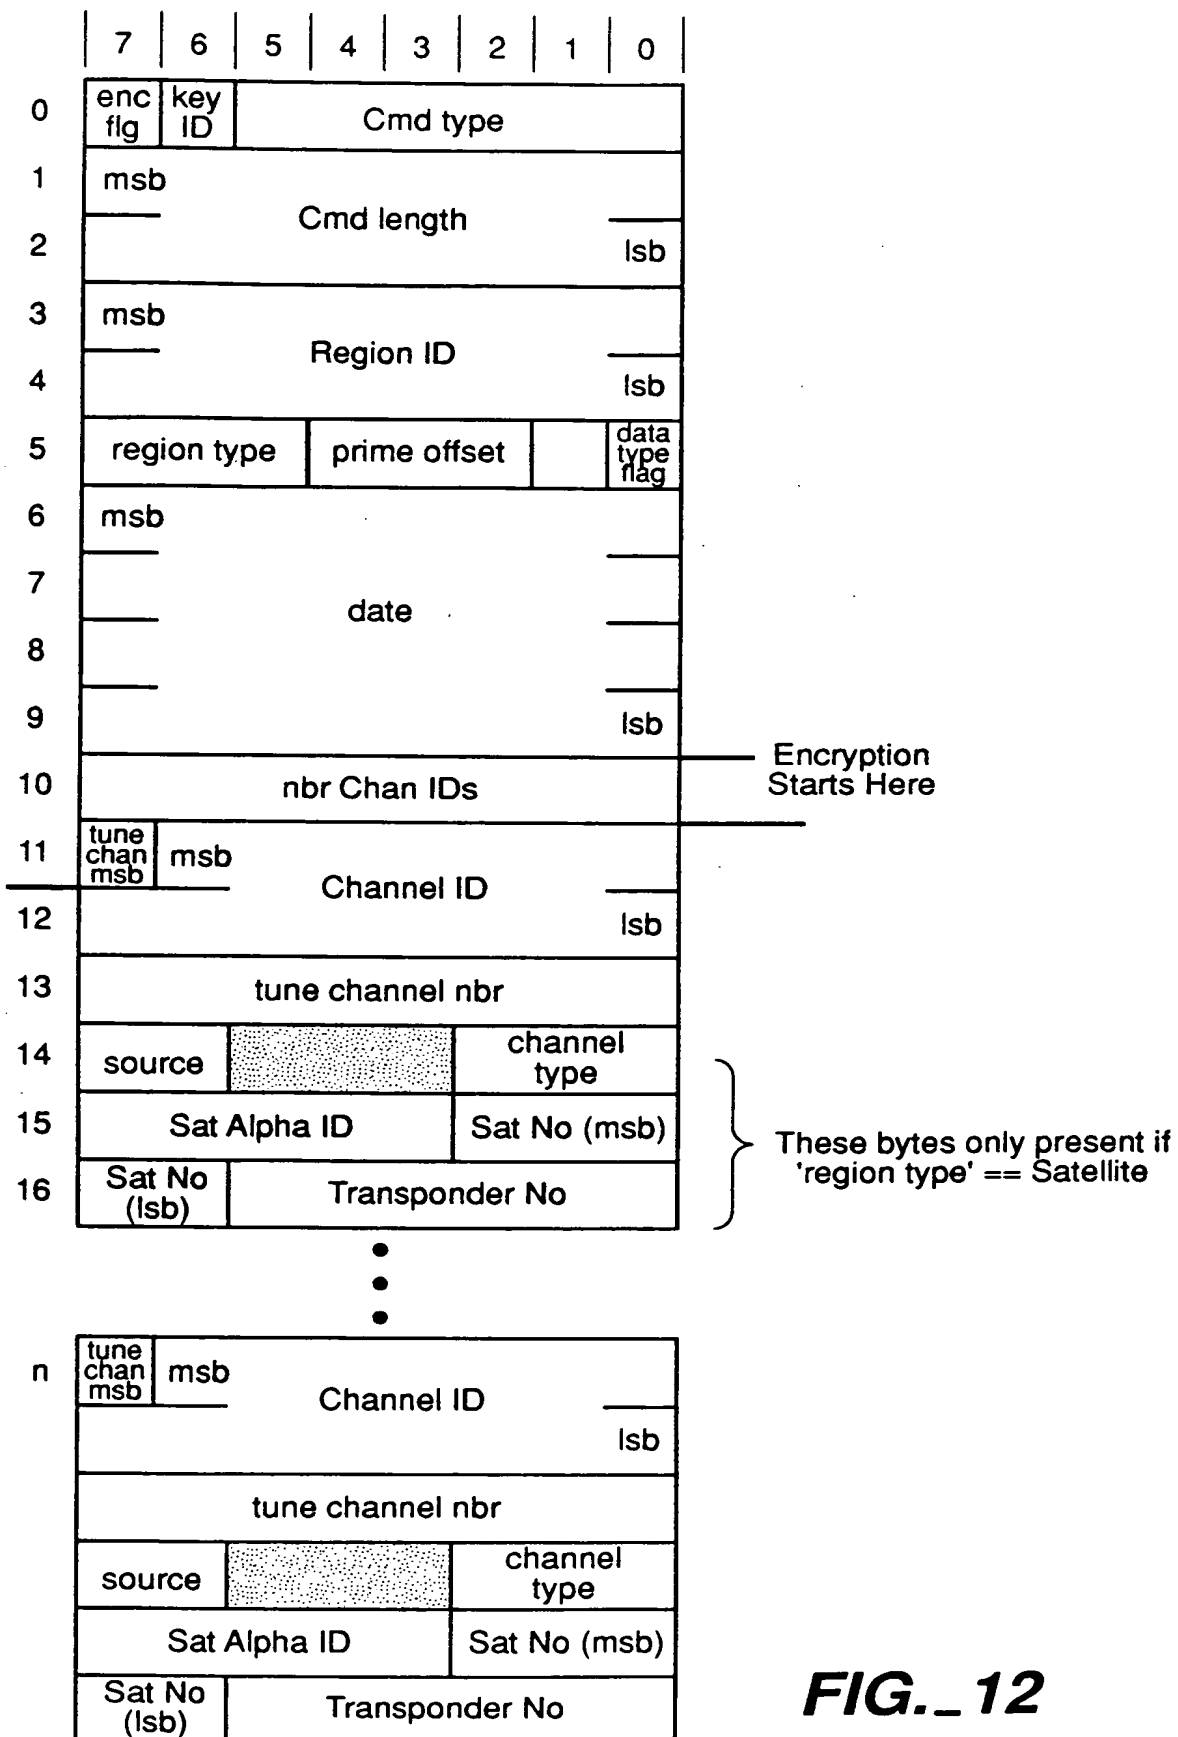 7 6 5 4 3 2 1 0
0 enc flg key ID Cmd type
1 msb
Cmd length
2 lsb
3 msb
Region ID
4 lsb
5 region type prime offset data type flag
6 msb
7
date
8
9 lsb
Encryption
Starts Here
10 nbr Chan IDs
11 tune chan msb msb
Channel ID
12 lsb
13 tune channel nbr
14 source channel type
15 Sat Alpha ID Sat No (msb)
These bytes only present if
'region type' == Satellite
16 Sat No (lsb) Transponder No
n tune chan msb msb
Channel ID
lsb
tune channel nbr
source channel type
Sat Alpha ID Sat No (msb)
Sat No (lsb) Transponder No
FIG._12